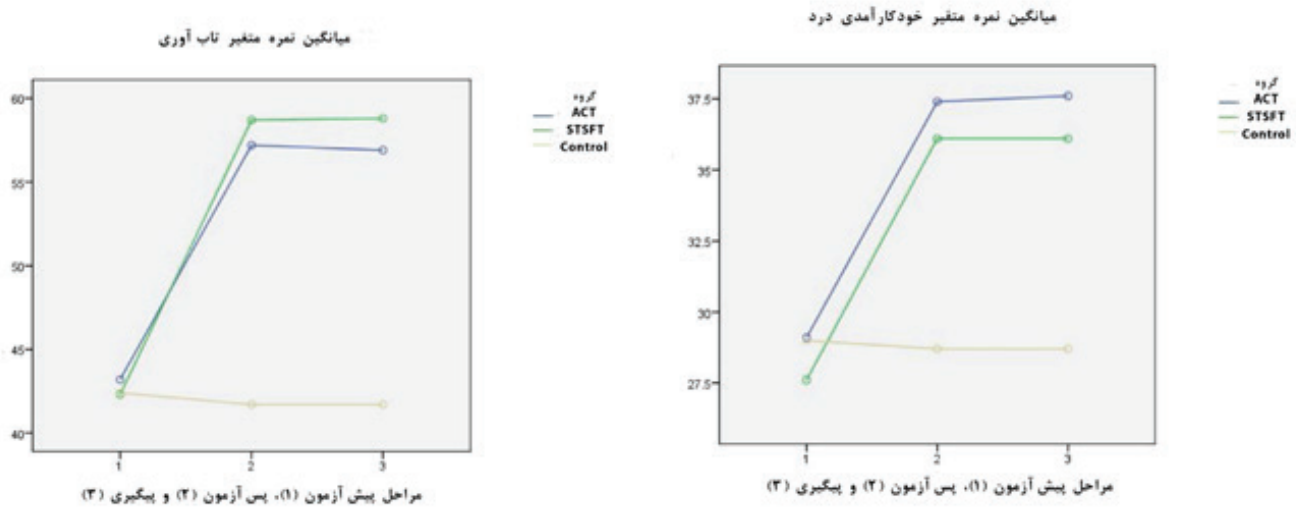 میانگین نمره متغیر تاب آوری
60
55
50
45
40
1
2
3
گروه
ACT
STSFT
Control
مراحل پیش آزمون (۱)، پس آزمون (۲) و پیگیری (۳)
میانگین نمره متغیر خودکارآمدی درد
37.5
35
32.5
30
27.5
1
2
3
گروه
ACT
STSFT
Control
مراحل پیش آزمون (۱)، پس آزمون (۲) و پیگیری (۳)